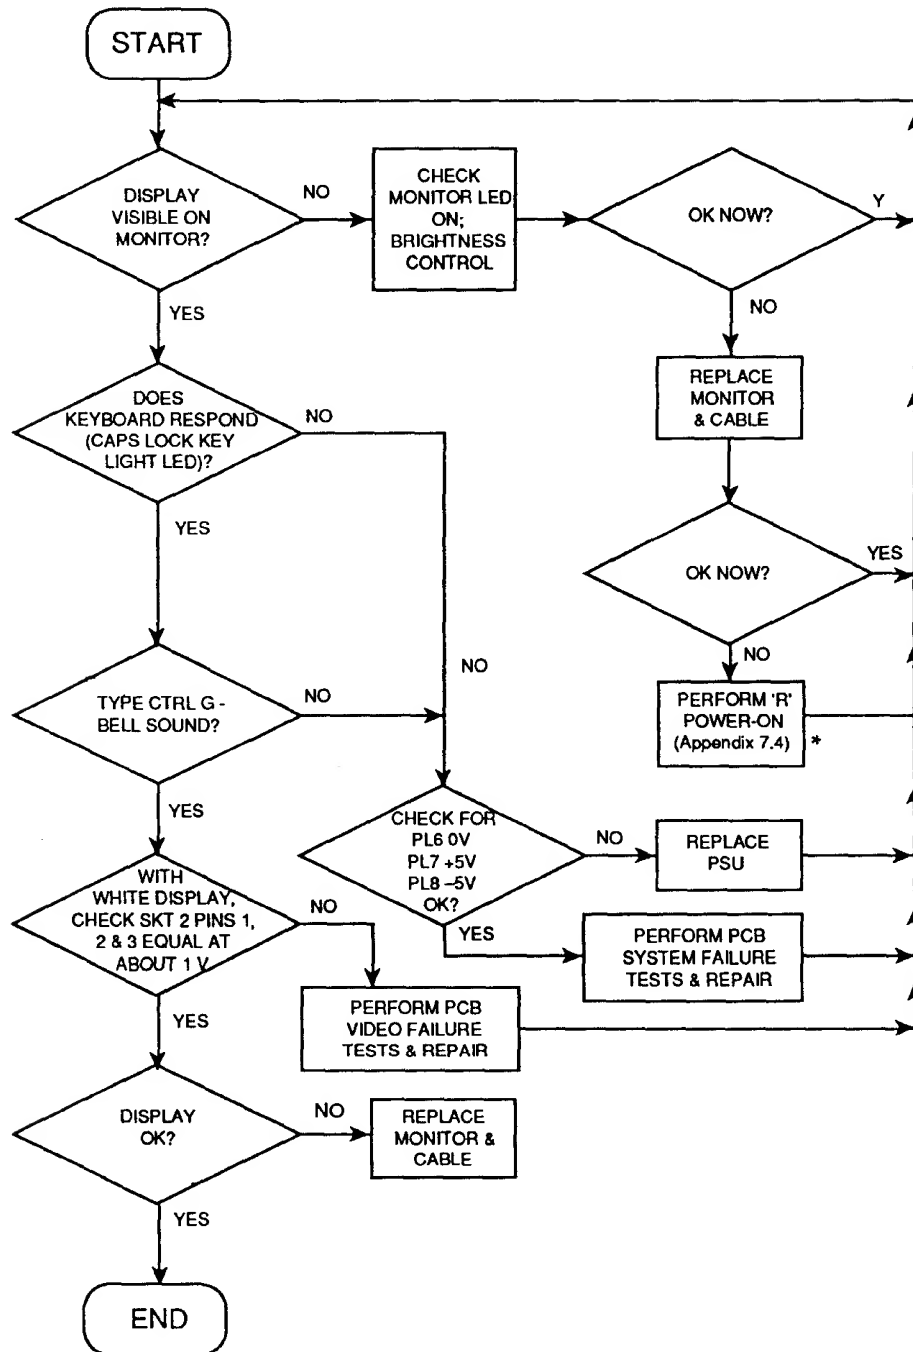 START
DISPLAY
VISIBLE ON
MONITOR?
NO
CHECK
MONITOR LED
ON;
BRIGHTNESS
CONTROL
OK NOW?
Y
YES
NO
DOES
KEYBOARD RESPOND
(CAPS LOCK KEY
LIGHT LED)?
NO
REPLACE
MONITOR
& CABLE
YES
OK NOW?
YES
NO
NO
TYPE CTRL G -
BELL SOUND?
NO
PERFORM 'R'
POWER-ON
(Appendix 7.4)
*
YES
CHECK FOR
PL6 0V
PL7 +5V
PL8 –5V
OK?
NO
REPLACE
PSU
YES
WITH
WHITE DISPLAY,
CHECK SKT 2 PINS 1,
2 & 3 EQUAL AT
ABOUT 1 V
NO
PERFORM PCB
SYSTEM FAILURE
TESTS & REPAIR
YES
PERFORM PCB
VIDEO FAILURE
TESTS & REPAIR
DISPLAY
OK?
NO
REPLACE
MONITOR &
CABLE
YES
END